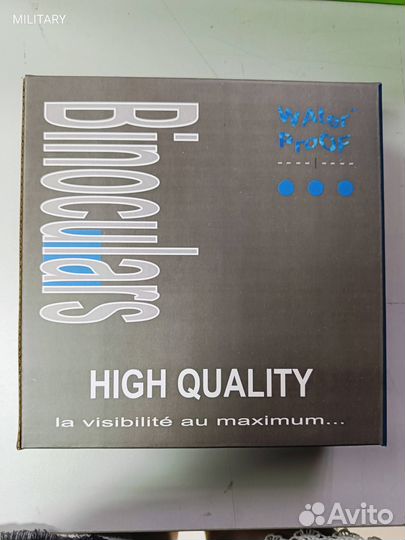 MILITARY
Binoculars
Water
ProoF
HIGH QUALITY
la visibilité au maximum...
Avito